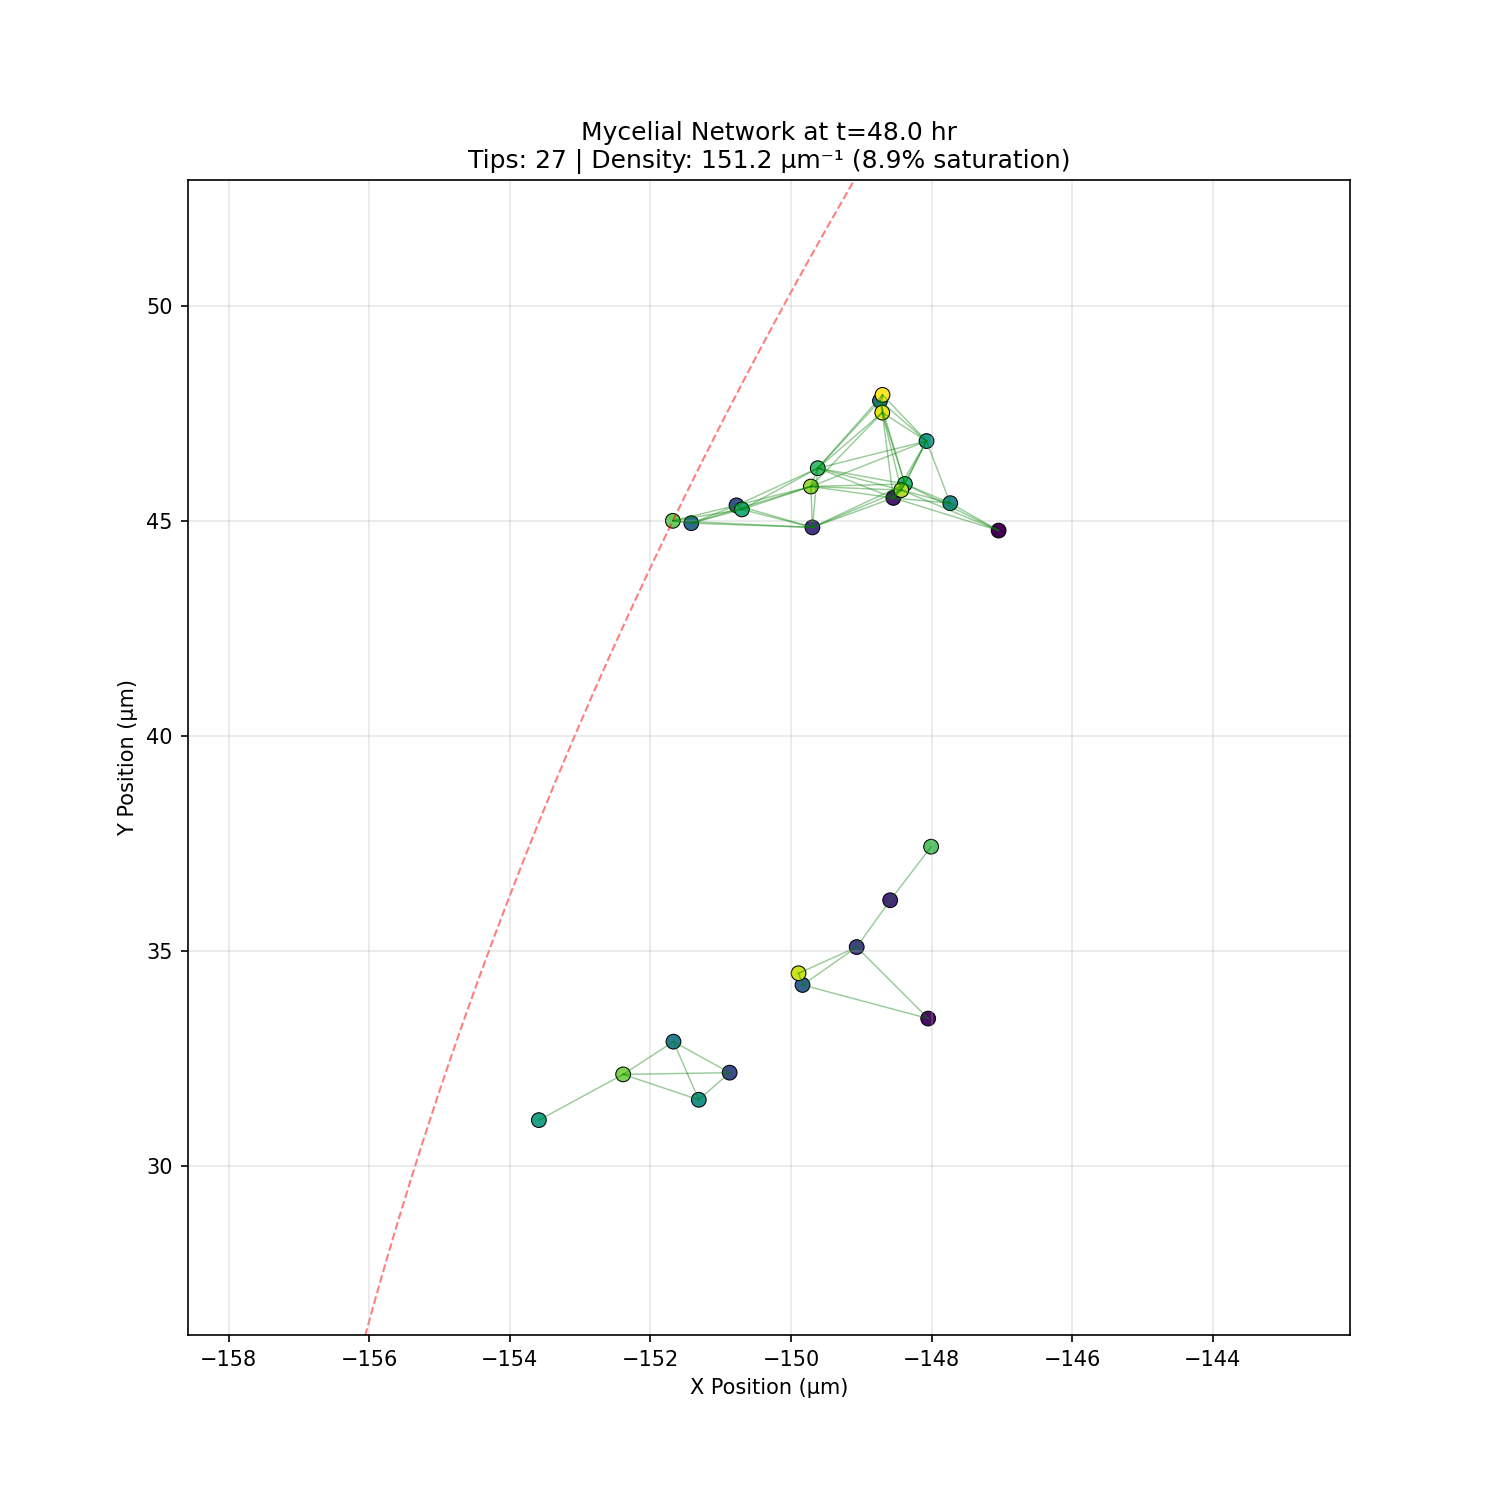 Mycelial Network at t=48.0 hr
Tips: 27 | Density: 151.2 µm⁻¹ (8.9% saturation)
Y Position (µm)
50
45
40
35
30
−158 −156 −154 −152 −150 −148 −146 −144
X Position (µm)